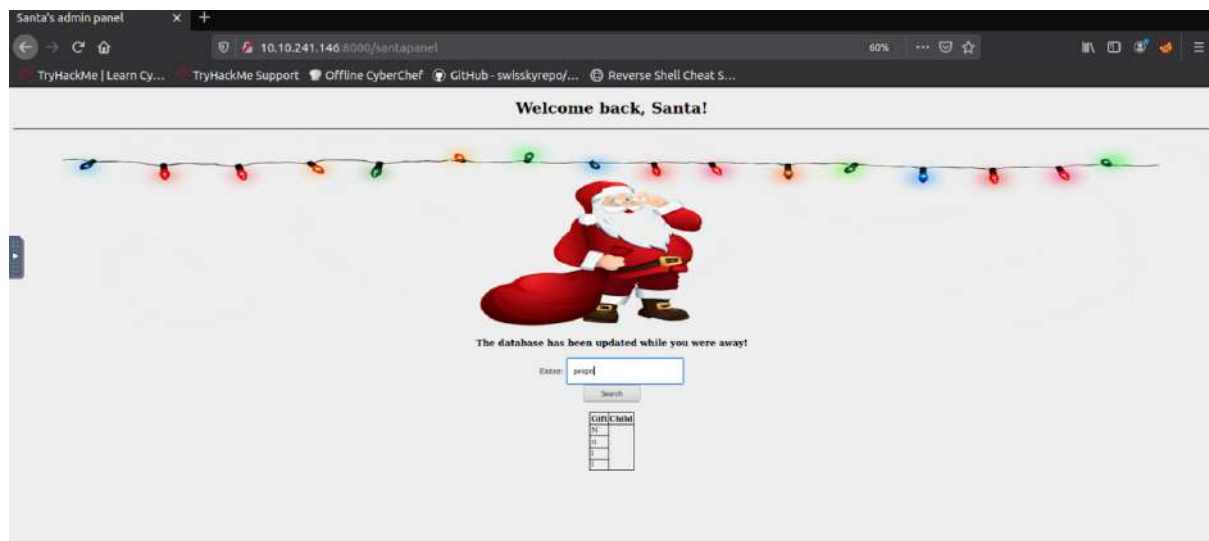 Santa's admin panel
10.10.241.146:8000/santapanel
60%
TryHackMe | Learn Cy... TryHackMe Support Offline CyberChef GitHub - swisskyrepo/... Reverse Shell Cheat S...
Welcome back, Santa!
The database has been updated while you were away!
Enter:
Search
Gift Child
N
u
l
l